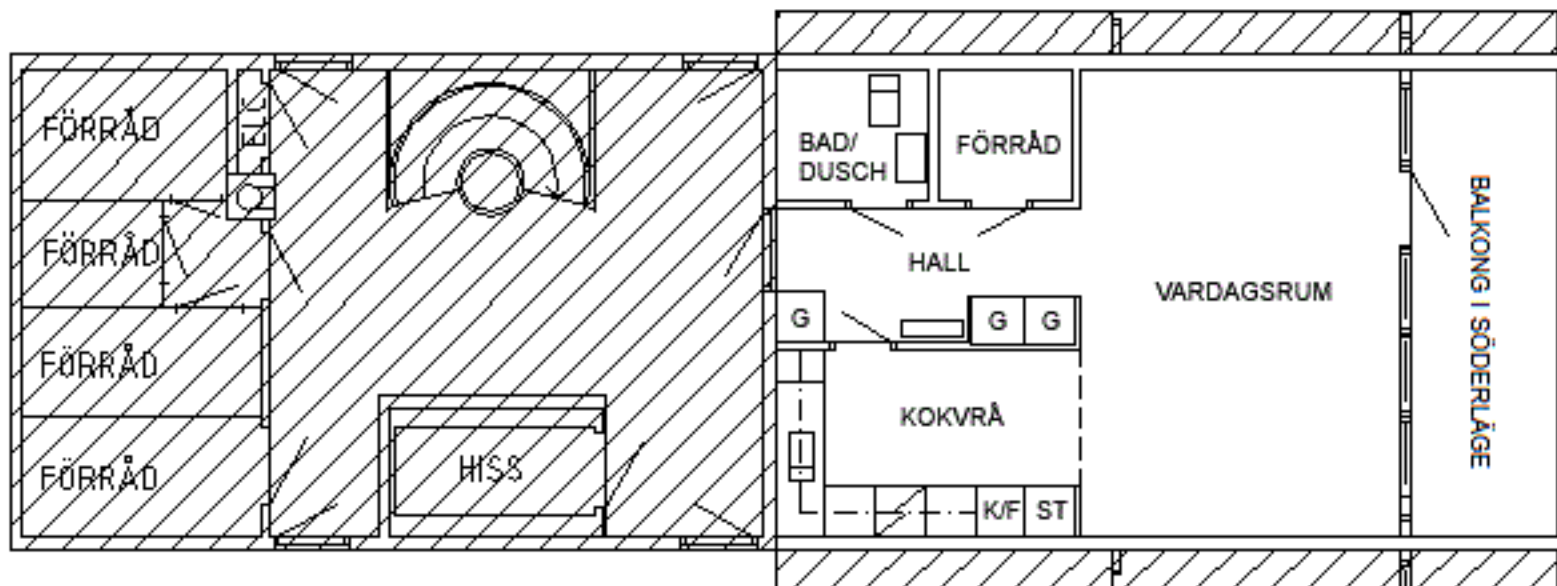 FÖRRÅD
ELC
FÖRRÅD
FÖRRÅD
FÖRRÅD
HISS
BAD/
DUSCH
FÖRRÅD
HALL
G
G
G
KOKVRÅ
K/F
ST
VARDAGSRUM
BALKONG I SÖDERLÄGE